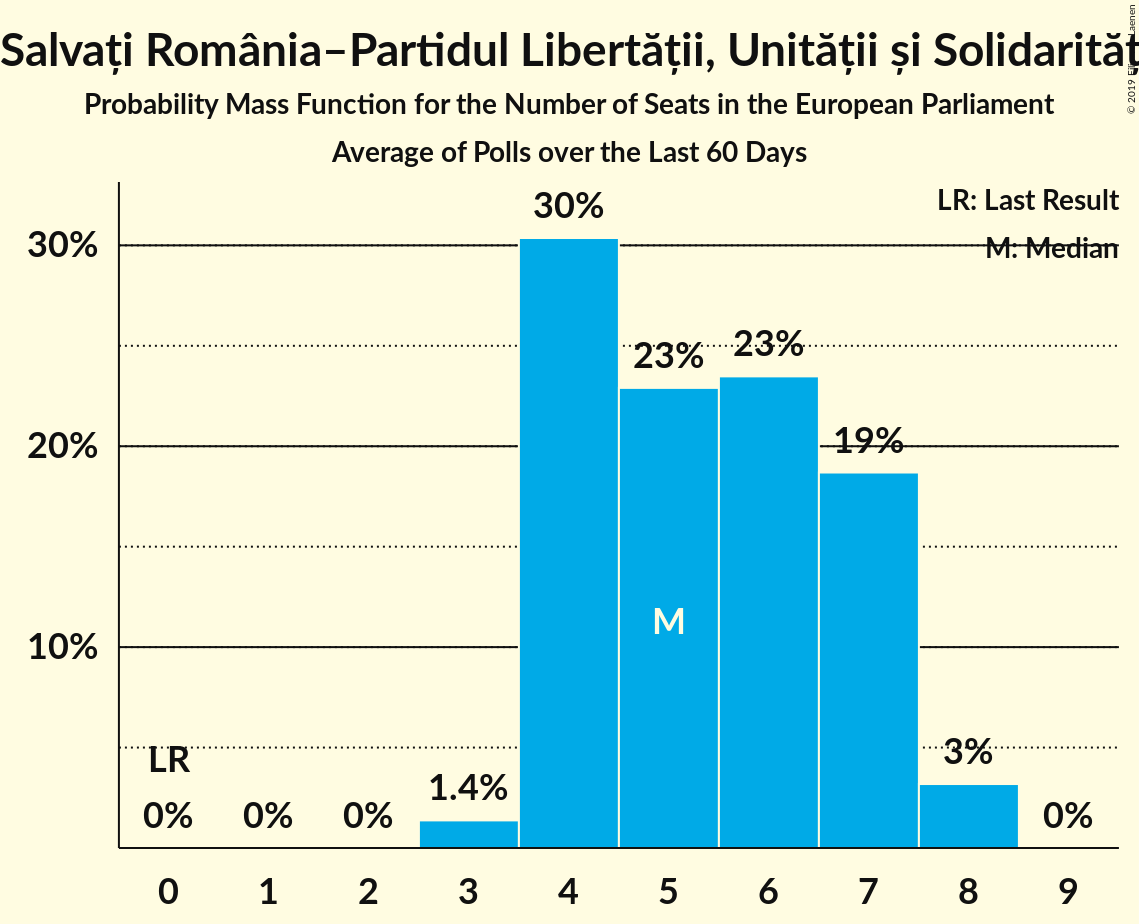 Salvați România–Partidul Libertății, Unității și Solidarităț
Probability Mass Function for the Number of Seats in the European Parliament
Average of Polls over the Last 60 Days
© 2019
LR: Last Result
M: Median
30%
20%
10%
30%
23%
23%
19%
M
LR
0%
0%
0%
1.4%
3%
0%
0 1 2 3 4 5 6 7 8 9